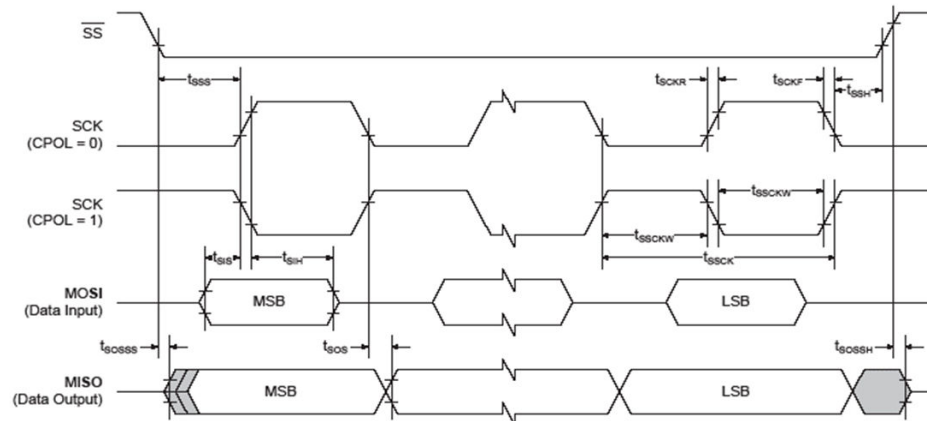 SS
tSSS
tSCKR
tSCKF
tSSH
SCK
(CPOL = 0)
SCK
(CPOL = 1)
tSSCKW
tSSCKW
tSSCK
tSIS
tSIH
MOSI
(Data Input)
MSB
LSB
tSOSSS
tSOS
tSOSSH
MISO
(Data Output)
MSB
LSB